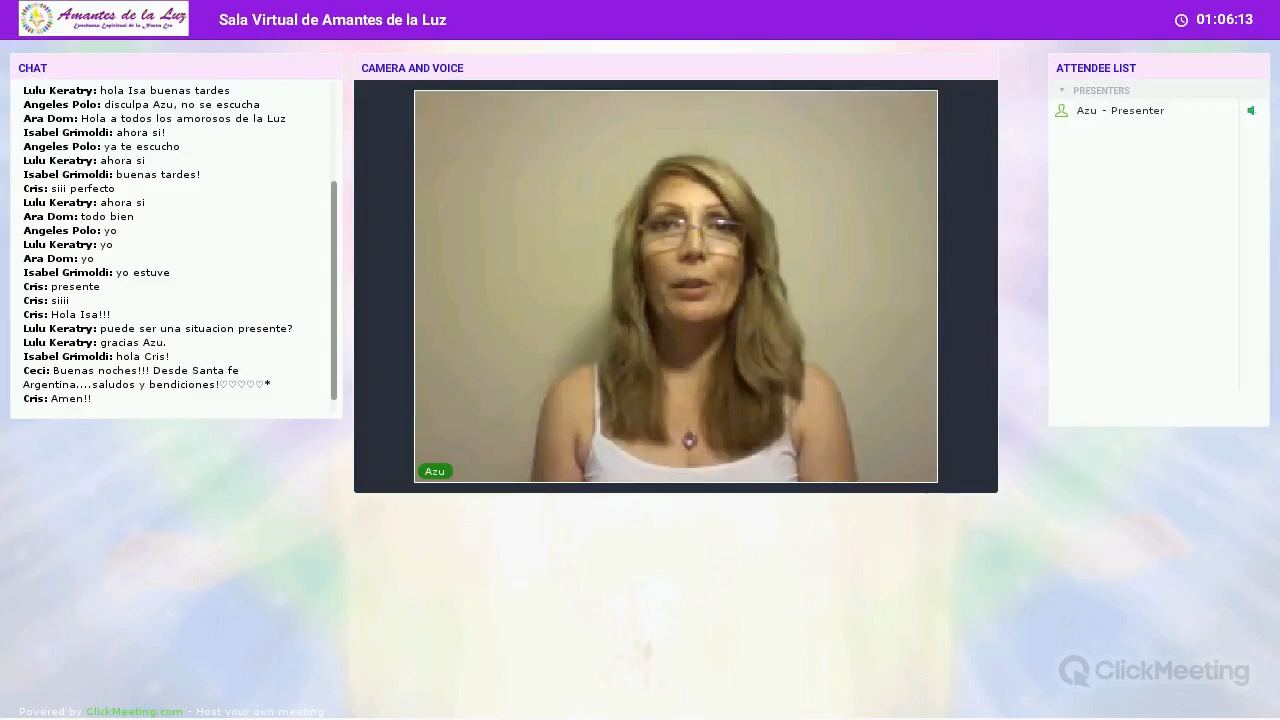 Amantes de la Luz
Enseñanza Espiritual de la Nueva Era
Sala Virtual de Amantes de la Luz
01:06:13
CHAT
Lulu Keratry: hola Isa buenas tardes
Angeles Polo: disculpa Azu, no se escucha
Ara Dom: Hola a todos los amorosos de la Luz
Isabel Grimoldi: ahora si!
Angeles Polo: ya te escucho
Lulu Keratry: ahora si
Isabel Grimoldi: buenas tardes!
Cris: siii perfecto
Lulu Keratry: ahora si
Ara Dom: todo bien
Angeles Polo: yo
Lulu Keratry: yo
Ara Dom: yo
Isabel Grimoldi: yo estuve
Cris: presente
Cris: siiii
Cris: Hola Isa!!!
Lulu Keratry: puede ser una situacion presente?
Lulu Keratry: gracias Azu.
Isabel Grimoldi: hola Cris!
Ceci: Buenas noches!!! Desde Santa fe
Argentina....saludos y bendiciones!♡♡♡♡♡*
Cris: Amen!!
CAMERA AND VOICE
Azu
ATTENDEE LIST
PRESENTERS
Azu - Presenter
ClickMeeting
Powered by ClickMeeting.com - Host your own meeting